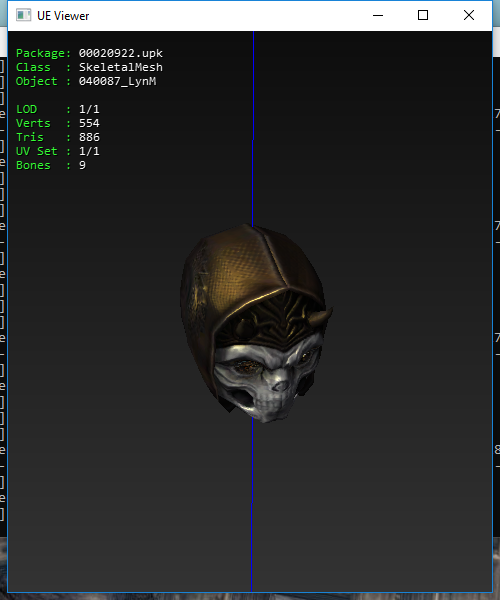 UE Viewer
Package: 00020922.upk
Class  : SkeletalMesh
Object : 040087_LynM
LOD    : 1/1
Verts  : 554
Tris   : 886
UV Set : 1/1
Bones  : 9